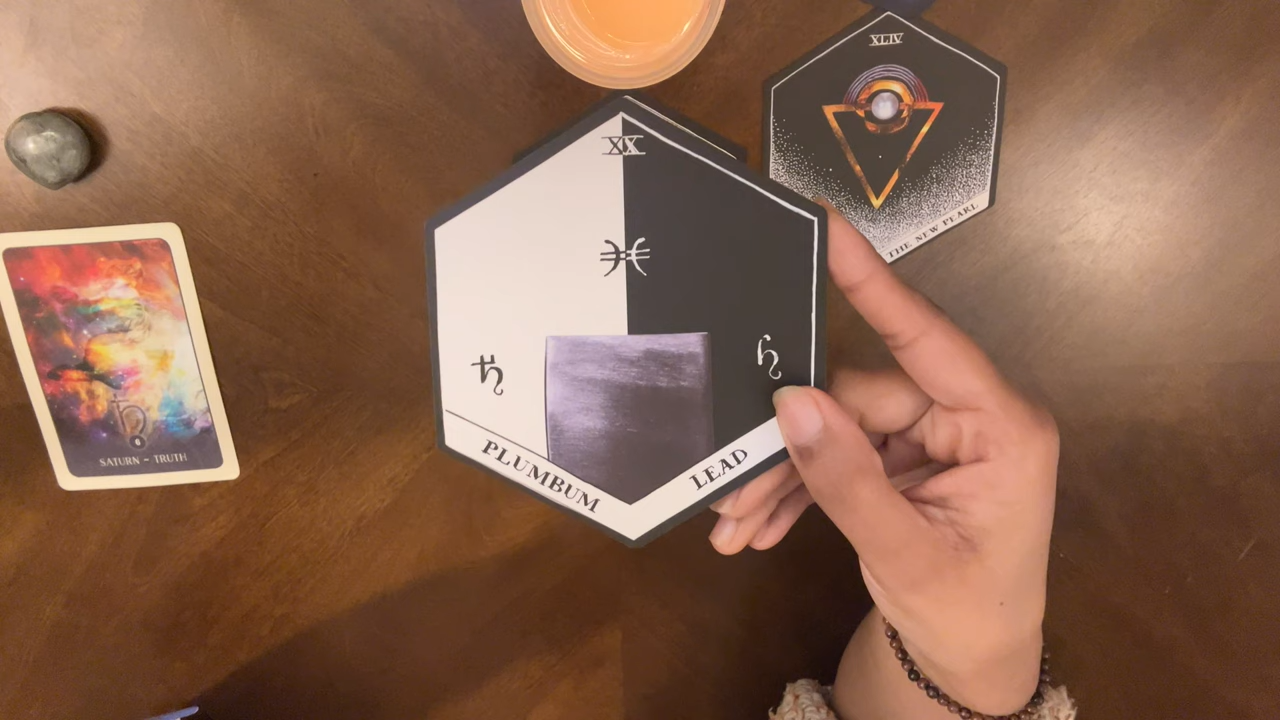 XLIV
THE NEW PEARL
XX
PLUMBUM
LEAD
SATURN ~ TRUTH